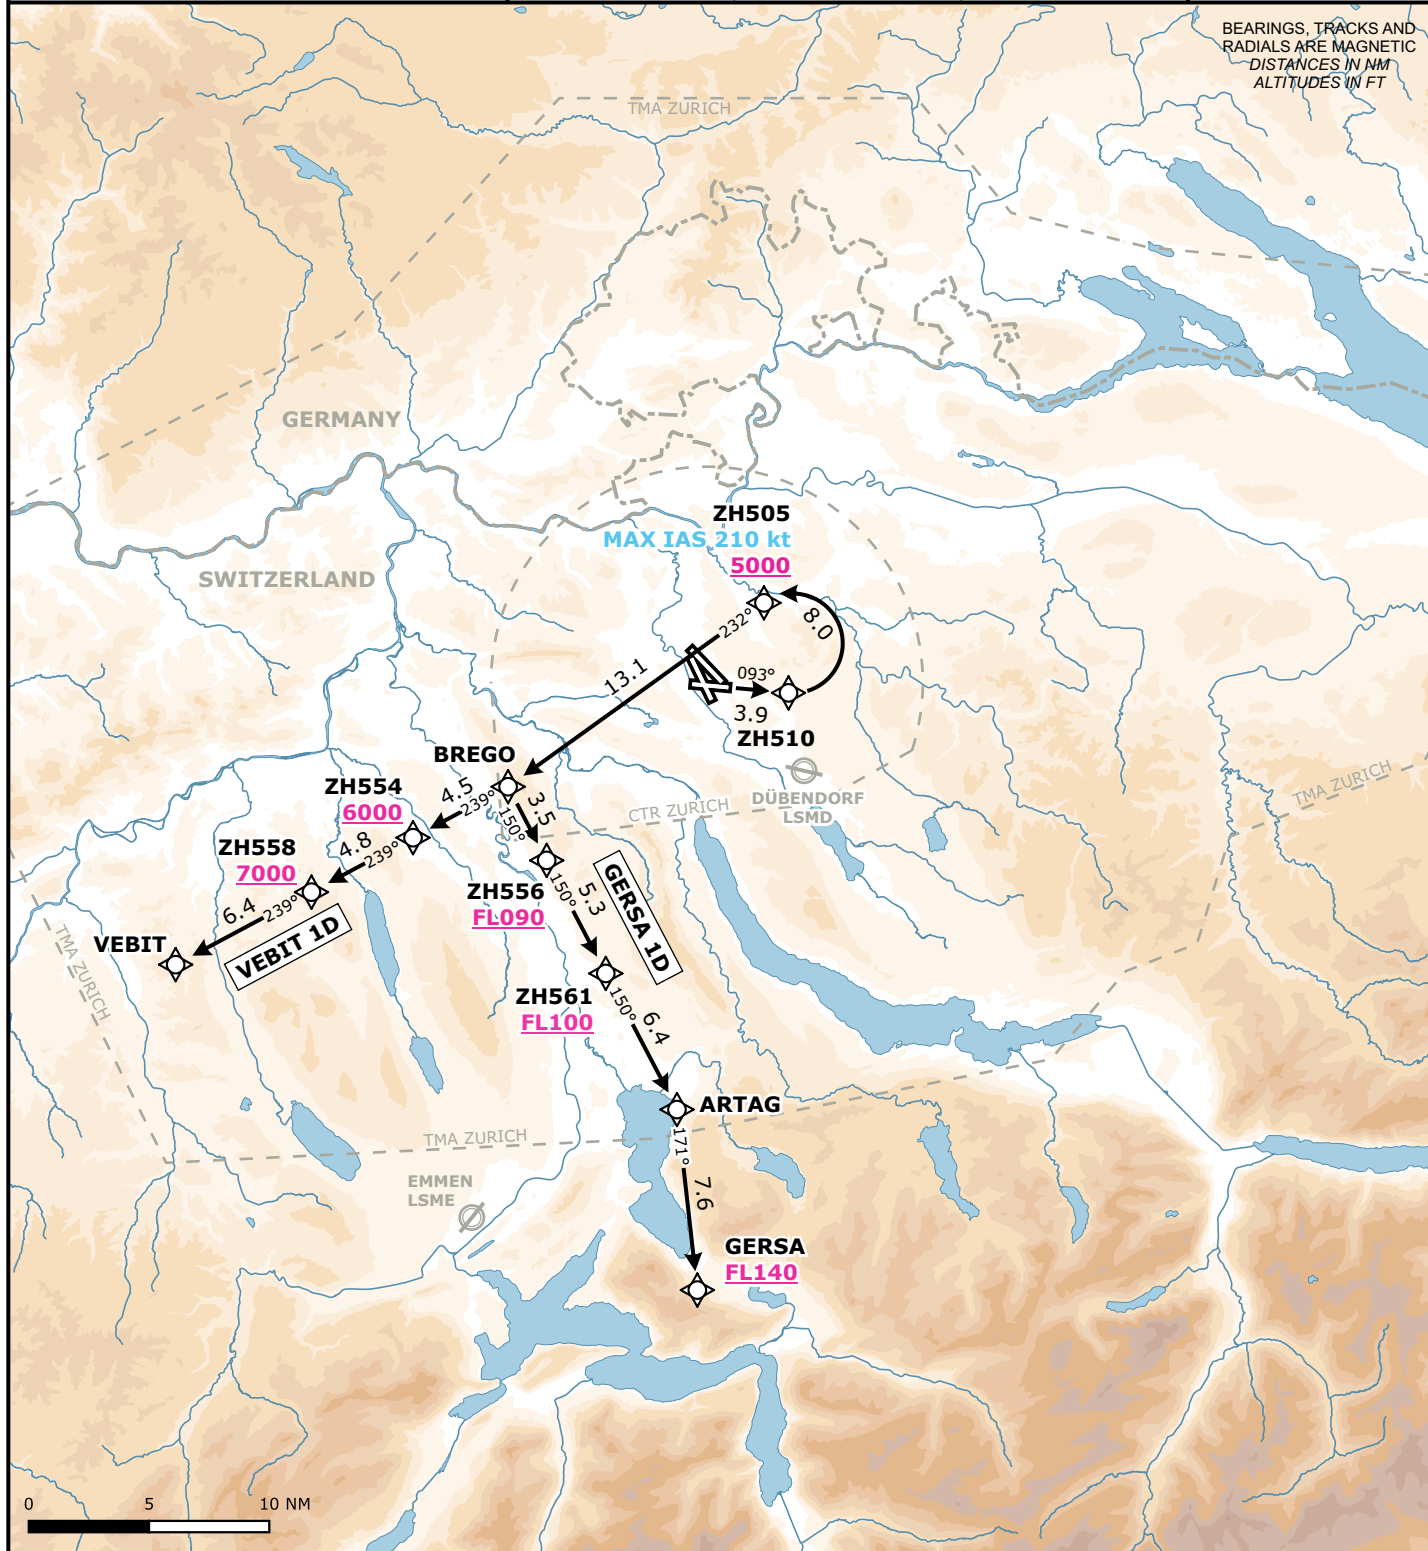 BEARINGS, TRACKS AND
RADIALS ARE MAGNETIC
DISTANCES IN NM
ALTITUDES IN FT
TMA ZURICH
GERMANY
SWITZERLAND
ZH505
MAX IAS 210 kt
5000
232°
8.0
13.1
093°
3.9
ZH510
BREGO
DÜBENDORF
LSMD
CTR ZURICH
TMA ZURICH
ZH554
6000
4.5
239°
3.5
150°
ZH558
7000
4.8
239°
ZH556
FL090
150°
5.3
GERSA 1D
6.4
239°
VEBIT 1D
VEBIT
TMA ZURICH
ZH561
FL100
150°
6.4
ARTAG
TMA ZURICH
171°
7.6
EMMEN
LSME
GERSA
FL140
0 5 10 NM